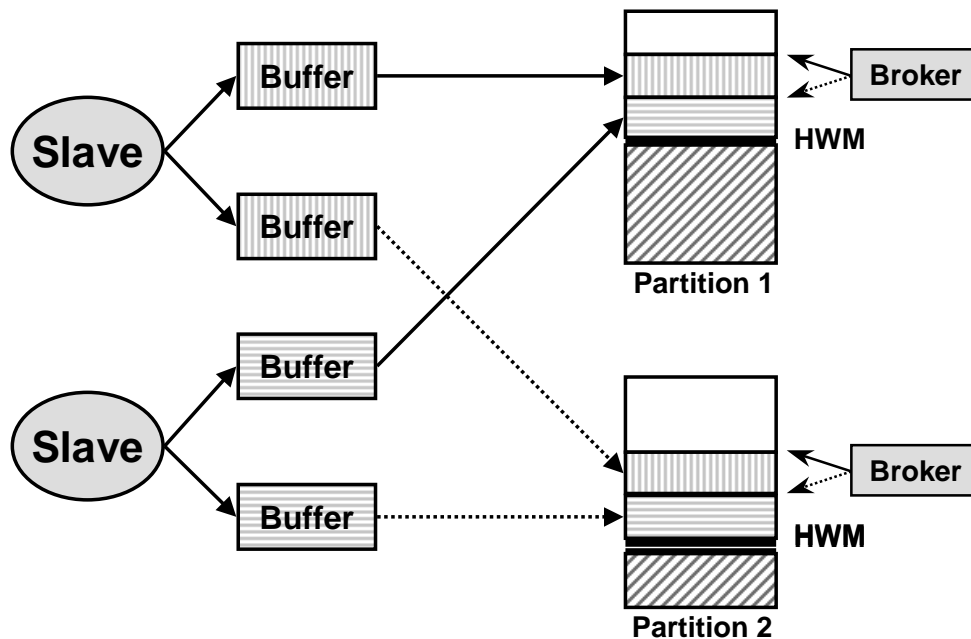 Buffer
Broker
Slave
HWM
Buffer
Partition 1
Buffer
Slave
Broker
Buffer
HWM
Partition 2